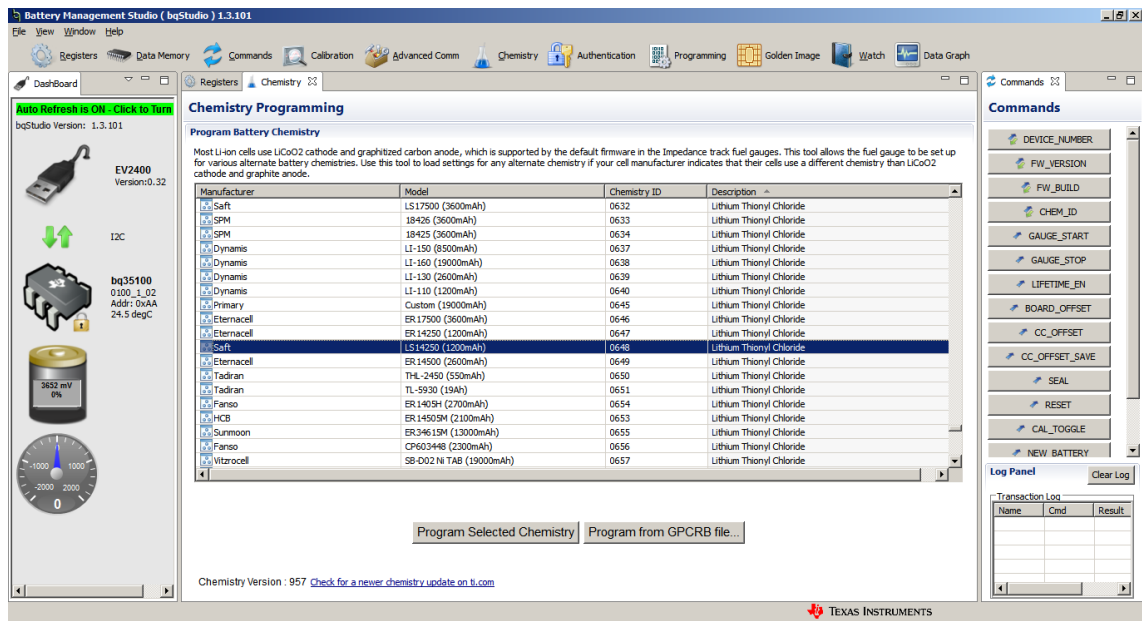 Battery Management Studio ( bqStudio ) 1.3.101
File View Window Help
Registers Data Memory Commands Calibration Advanced Comm Chemistry Authentication Programming Golden Image Watch Data Graph
DashBoard
Auto Refresh is ON - Click to Turn
bqStudio Version: 1.3.101
EV2400
Version:0.32
I2C
bq35100
0100_1_02
Addr: 0xAA
24.5 degC
3652 mV
0%
-1000 1000
-2000 2000
0
Registers Chemistry
Chemistry Programming
Program Battery Chemistry
Most Li-ion cells use LiCoO2 cathode and graphitized carbon anode, which is supported by the default firmware in the Impedance track fuel gauges. This tool allows the fuel gauge to be set up
for various alternate battery chemistries. Use this tool to load settings for any alternate chemistry if your cell manufacturer indicates that their cells use a different chemistry than LiCoO2
cathode and graphite anode.
Manufacturer Model Chemistry ID Description
Saft LS17500 (3600mAh) 0632 Lithium Thionyl Chloride
SPM 18426 (3600mAh) 0633 Lithium Thionyl Chloride
SPM 18425 (3600mAh) 0634 Lithium Thionyl Chloride
Dynamis LI-150 (8500mAh) 0637 Lithium Thionyl Chloride
Dynamis LI-160 (19000mAh) 0638 Lithium Thionyl Chloride
Dynamis LI-130 (2600mAh) 0639 Lithium Thionyl Chloride
Dynamis LI-110 (1200mAh) 0640 Lithium Thionyl Chloride
Primary Custom (19000mAh) 0645 Lithium Thionyl Chloride
Eternacell ER17500 (3600mAh) 0646 Lithium Thionyl Chloride
Eternacell ER14250 (1200mAh) 0647 Lithium Thionyl Chloride
Saft LS14250 (1200mAh) 0648 Lithium Thionyl Chloride
Eternacell ER14500 (2600mAh) 0649 Lithium Thionyl Chloride
Tadiran THL-2450 (550mAh) 0650 Lithium Thionyl Chloride
Tadiran TL-5930 (19Ah) 0651 Lithium Thionyl Chloride
Fanso ER1405H (2700mAh) 0654 Lithium Thionyl Chloride
HCB ER14505M (2100mAh) 0653 Lithium Thionyl Chloride
Sunmoon ER34615M (13000mAh) 0655 Lithium Thionyl Chloride
Fanso CP603448 (2300mAh) 0656 Lithium Thionyl Chloride
Vitzrocell SB-D02 Ni TAB (19000mAh) 0657 Lithium Thionyl Chloride
Program Selected Chemistry Program from GPCRB file...
Chemistry Version : 957 Check for a newer chemistry update on ti.com
Commands
Commands
DEVICE_NUMBER
FW_VERSION
FW_BUILD
CHEM_ID
GAUGE_START
GAUGE_STOP
LIFETIME_EN
BOARD_OFFSET
CC_OFFSET
CC_OFFSET_SAVE
SEAL
RESET
CAL_TOGGLE
NEW BATTERY
Log Panel
Clear Log
Transaction Log
Name Cmd Result
TEXAS INSTRUMENTS